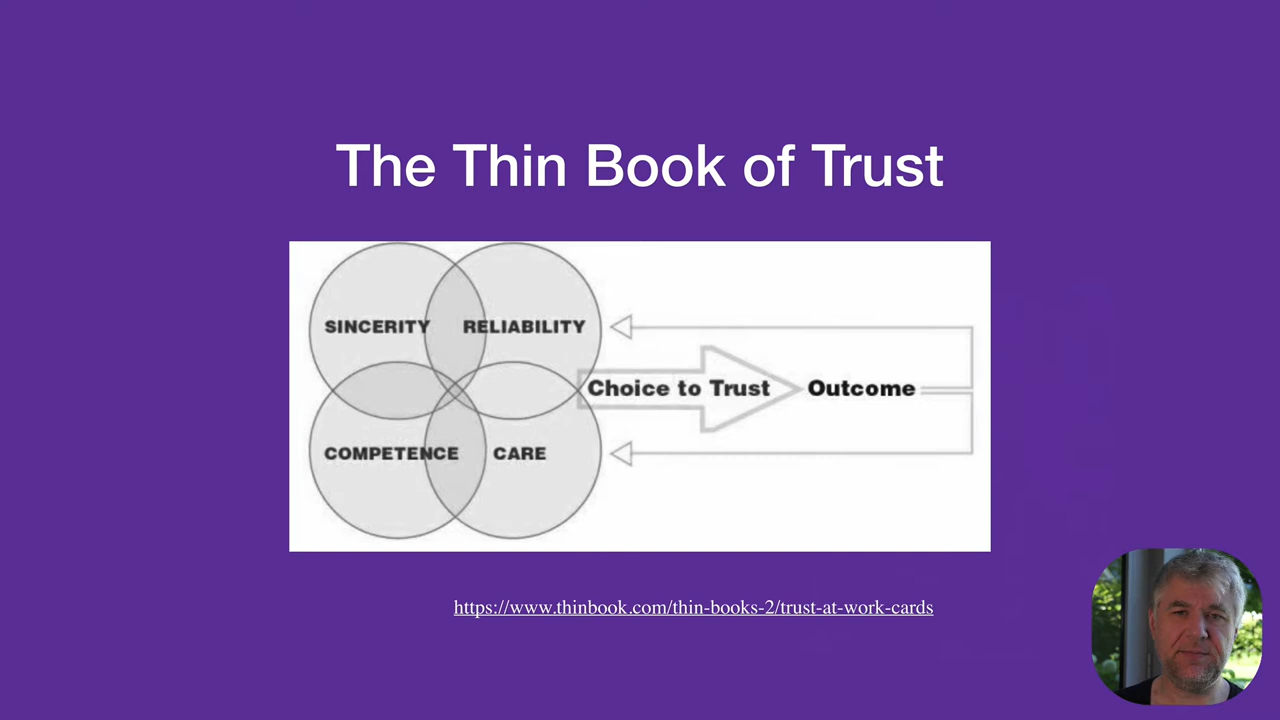 The Thin Book of Trust
SINCERITY
RELIABILITY
Choice to Trust
Outcome
COMPETENCE
CARE
https://www.thinbook.com/thin-books-2/trust-at-work-cards